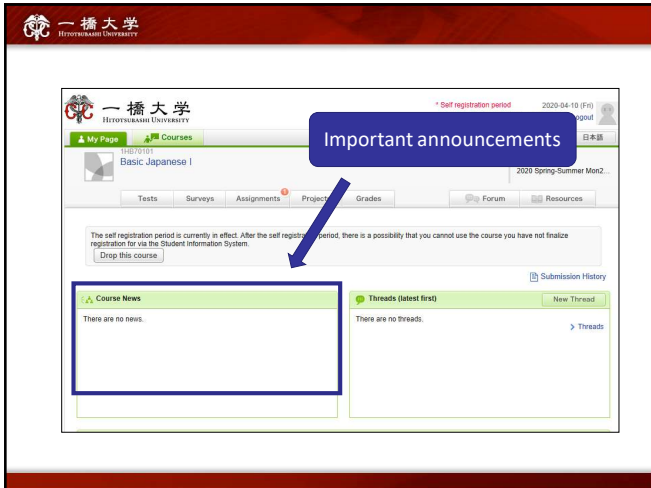 一橋大学
HITOTSUBASHI UNIVERSITY
一橋大学
HITOTSUBASHI UNIVERSITY
* Self registration period
2020-04-10 (Fri)
ogout
My Page
Courses
日本語
Important announcements
1HB70101
Basic Japanese I
2020 Spring-Summer Mon2...
Tests
Surveys
Assignments
Project
Grades
Forum
Resources
The self registration period is currently in effect. After the self registration period, there is a possibility that you cannot use the course you have not finalize
registration for via the Student Information System.
Drop this course
Submission History
Course News
There are no news.
Threads (latest first)
New Thread
There are no threads.
Threads